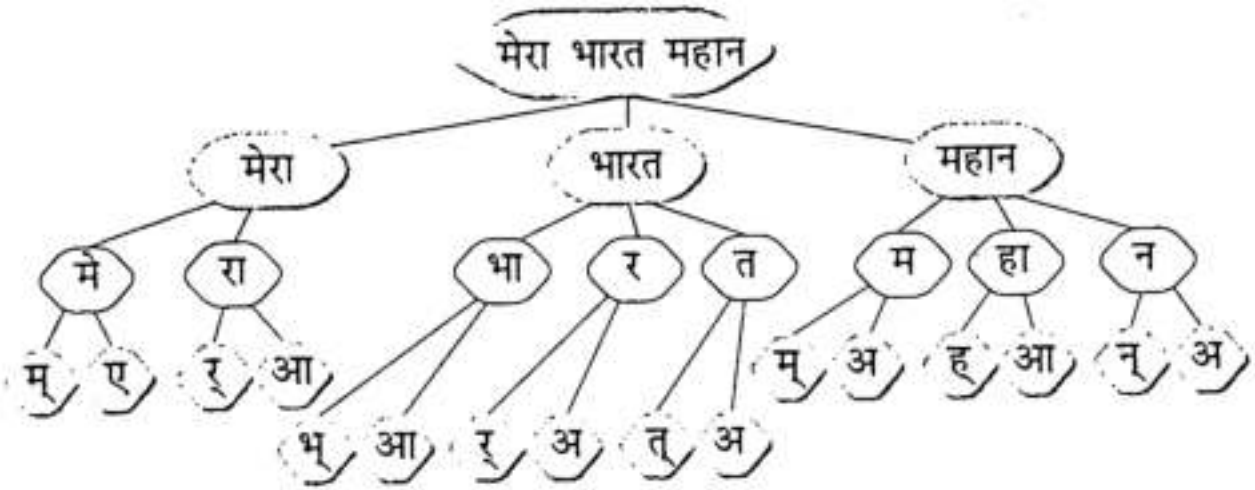 मेरा भारत महान
मेरा भारत महान
मे रा भा र त म हा न
म् ए र् आ म् अ ह् आ न् अ
भ् आ र् अ त् अ